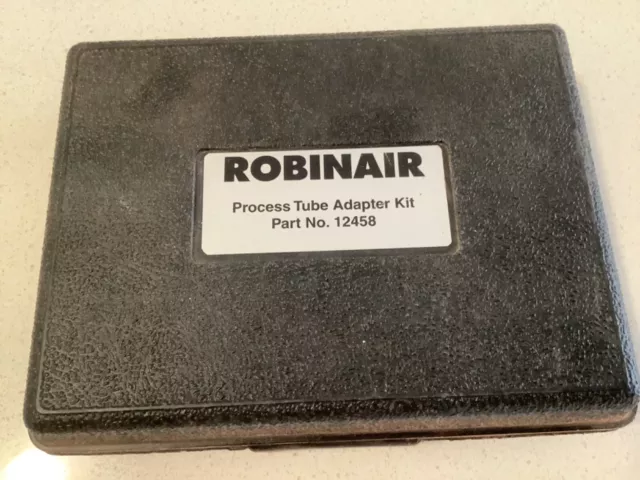 ROBINAIR
Process Tube Adapter Kit
Part No. 12458